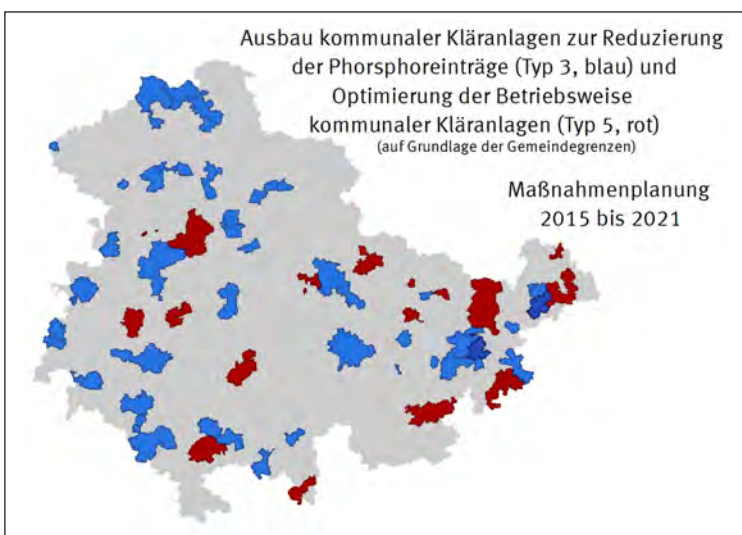 Ausbau kommunaler Kläranlagen zur Reduzierung
der Phorsphoreinträge (Typ 3, blau) und
Optimierung der Betriebsweise
kommunaler Kläranlagen (Typ 5, rot)
(auf Grundlage der Gemeindegrenzen)
Maßnahmenplanung
2015 bis 2021